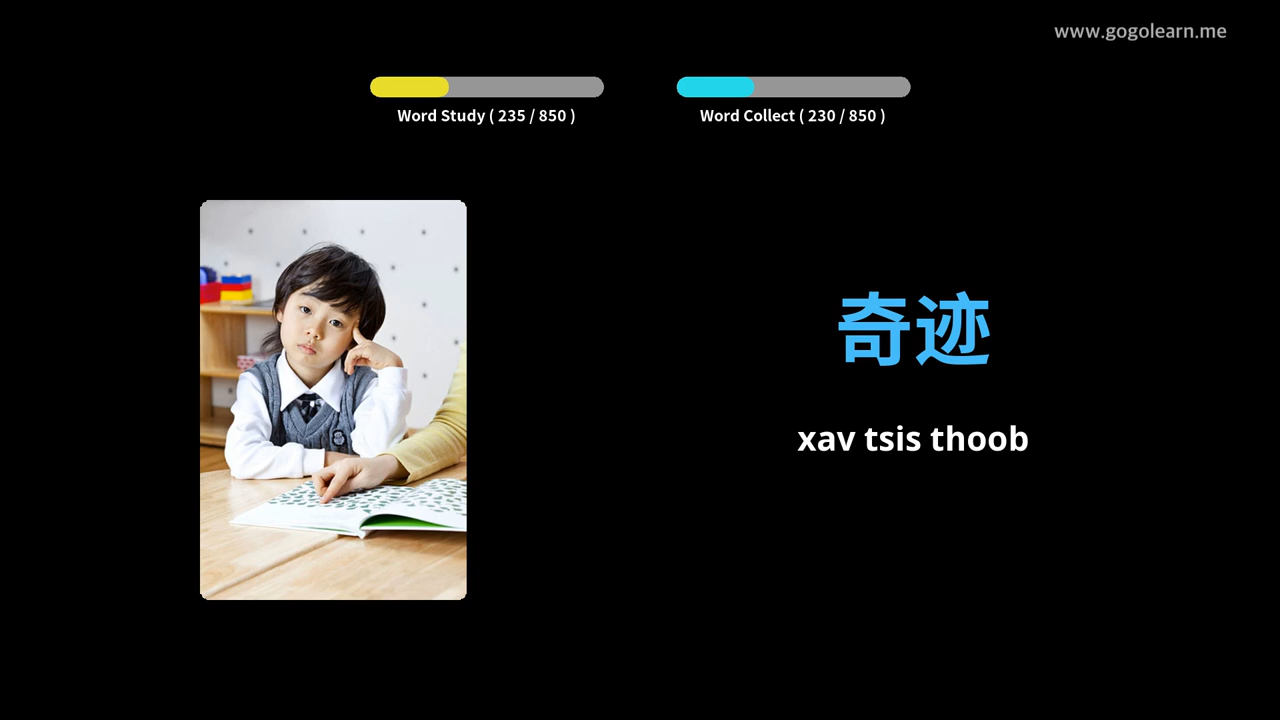 www.gogolearn.me
Word Study ( 235 / 850 )
Word Collect ( 230 / 850 )
奇迹
xav tsis thoob